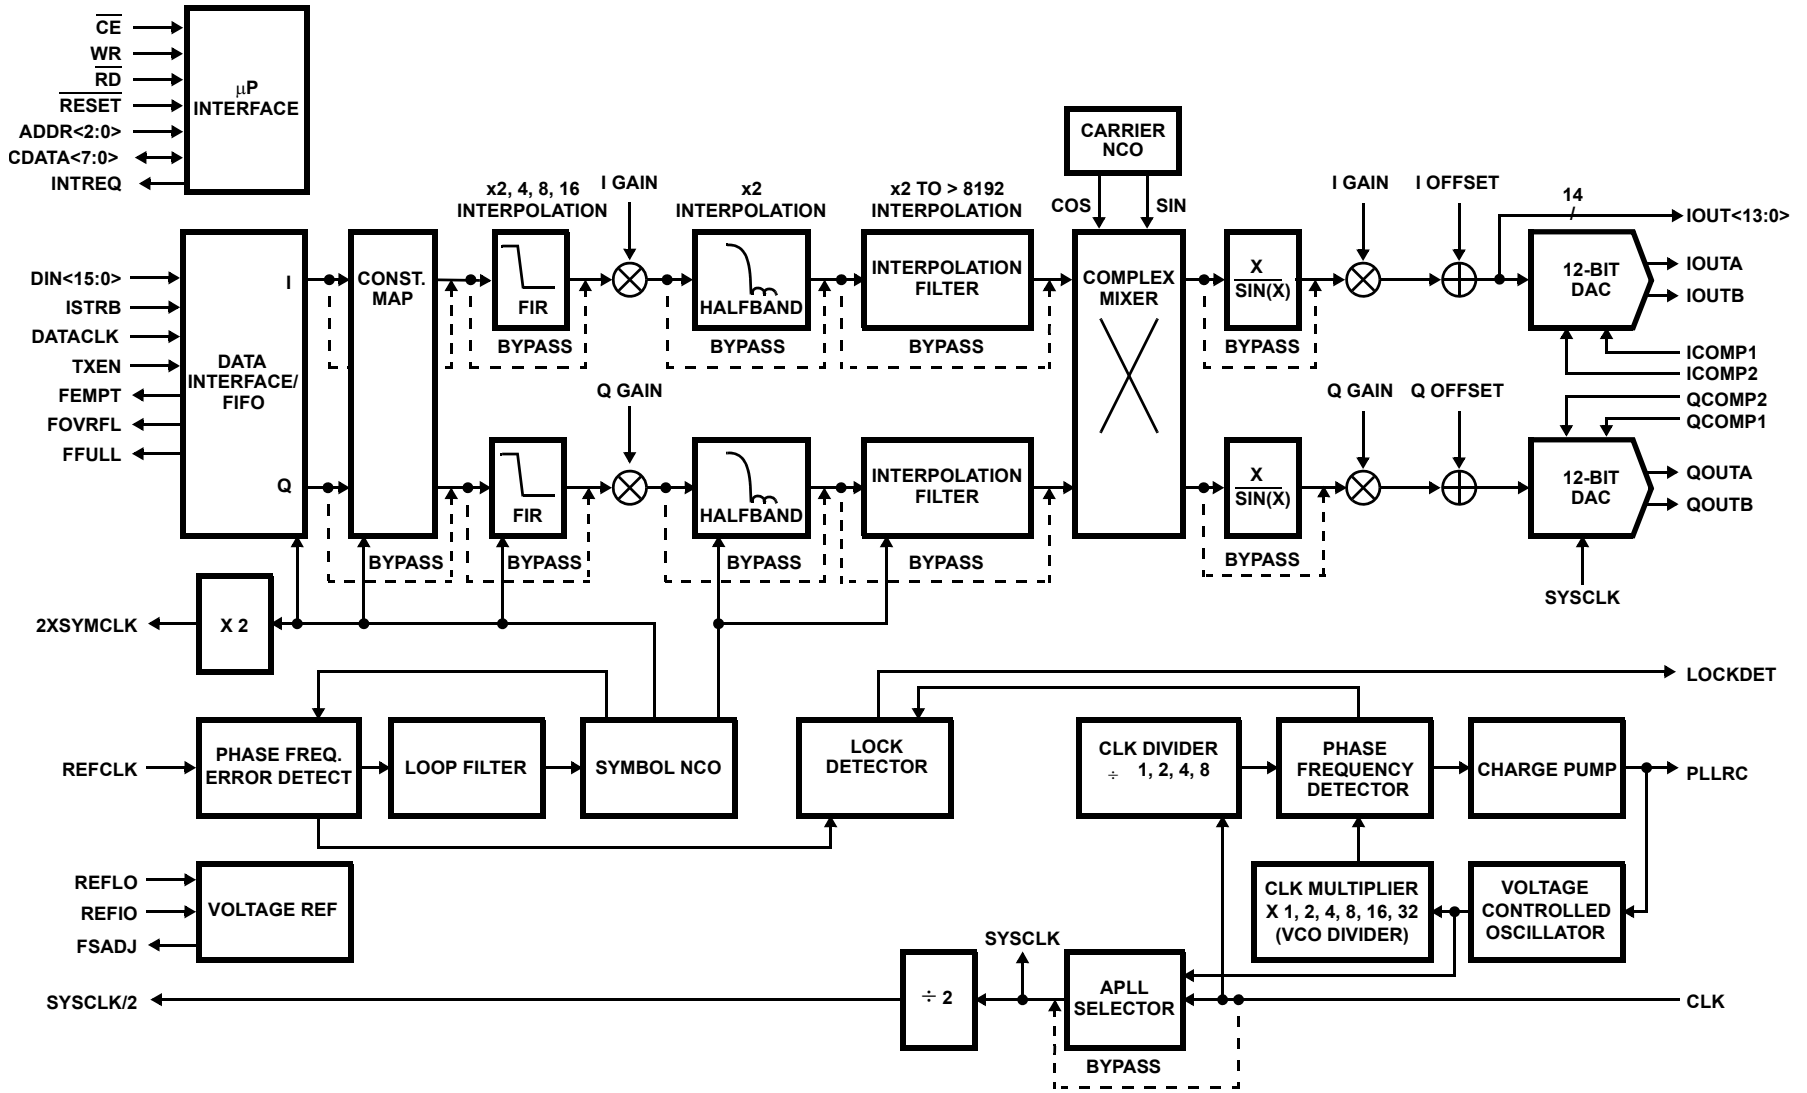 CE
WR
RD
RESET
ADDR<2:0>
CDATA<7:0>
INTREQ
µP
INTERFACE
CARRIER
NCO
COS
SIN
x2, 4, 8, 16
INTERPOLATION
I GAIN
x2
INTERPOLATION
x2 TO > 8192
INTERPOLATION
I GAIN
I OFFSET
14
/
IOUT<13:0>
DIN<15:0>
ISTRB
DATACLK
TXEN
FEMPT
FOVRFL
FFULL
I
DATA
INTERFACE/
FIFO
Q
CONST.
MAP
FIR
BYPASS
HALFBAND
BYPASS
INTERPOLATION
FILTER
BYPASS
COMPLEX
MIXER
X
SIN(X)
BYPASS
12-BIT
DAC
IOUTA
IOUTB
ICOMP1
ICOMP2
QCOMP2
QCOMP1
Q GAIN
Q GAIN
Q OFFSET
BYPASS
FIR
BYPASS
HALFBAND
BYPASS
INTERPOLATION
FILTER
BYPASS
X
SIN(X)
BYPASS
12-BIT
DAC
QOUTA
QOUTB
SYSCLK
2XSYMCLK
X 2
LOCKDET
REFCLK
PHASE FREQ.
ERROR DETECT
LOOP FILTER
SYMBOL NCO
LOCK
DETECTOR
CLK DIVIDER
÷ 1, 2, 4, 8
PHASE
FREQUENCY
DETECTOR
CHARGE PUMP
PLLRC
REFLO
REFIO
FSADJ
VOLTAGE REF
CLK MULTIPLIER
X 1, 2, 4, 8, 16, 32
(VCO DIVIDER)
VOLTAGE
CONTROLLED
OSCILLATOR
SYSCLK
SYSCLK/2
÷ 2
APLL
SELECTOR
BYPASS
CLK